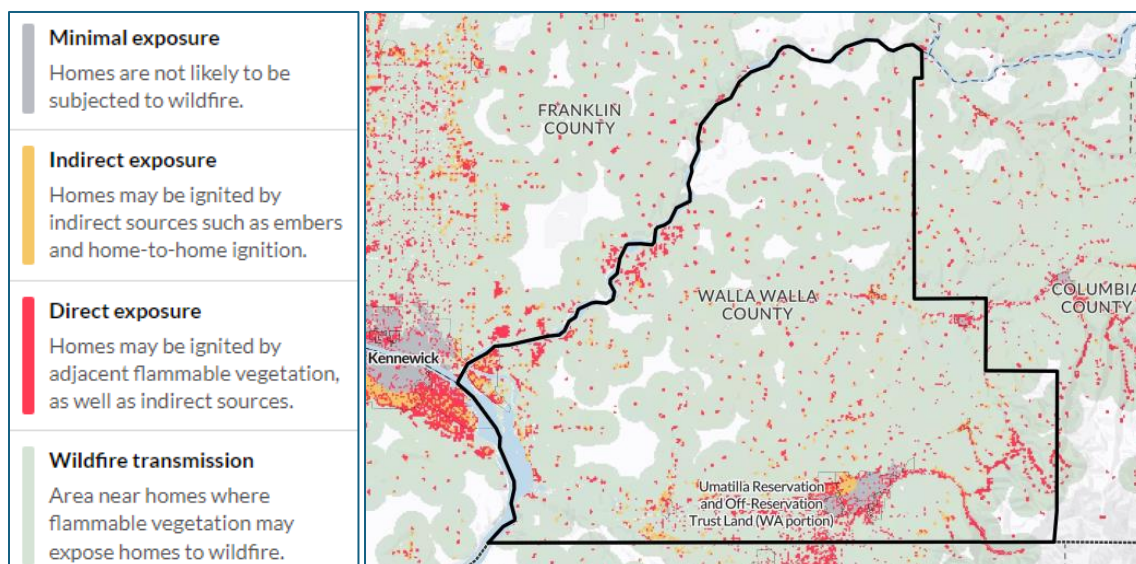 Minimal exposure
Homes are not likely to be
subjected to wildfire.
Indirect exposure
Homes may be ignited by
indirect sources such as embers
and home-to-home ignition.
Direct exposure
Homes may be ignited by
adjacent flammable vegetation,
as well as indirect sources.
Wildfire transmission
Area near homes where
flammable vegetation may
expose homes to wildfire.
FRANKLIN
COUNTY
WALLA WALLA
COUNTY
COLUMBIA
COUNTY
Kennewick
Umatilla Reservation
and Off-Reservation
Trust Land (WA portion)